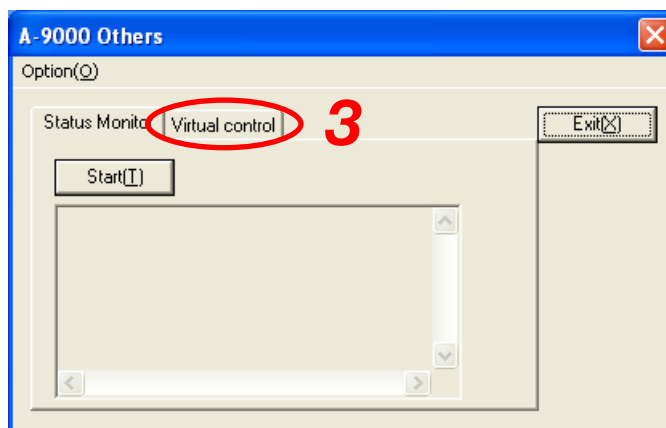 A-9000 Others
Option(O)
Status Monito Virtual control 3 Exit(X)
Start(T)